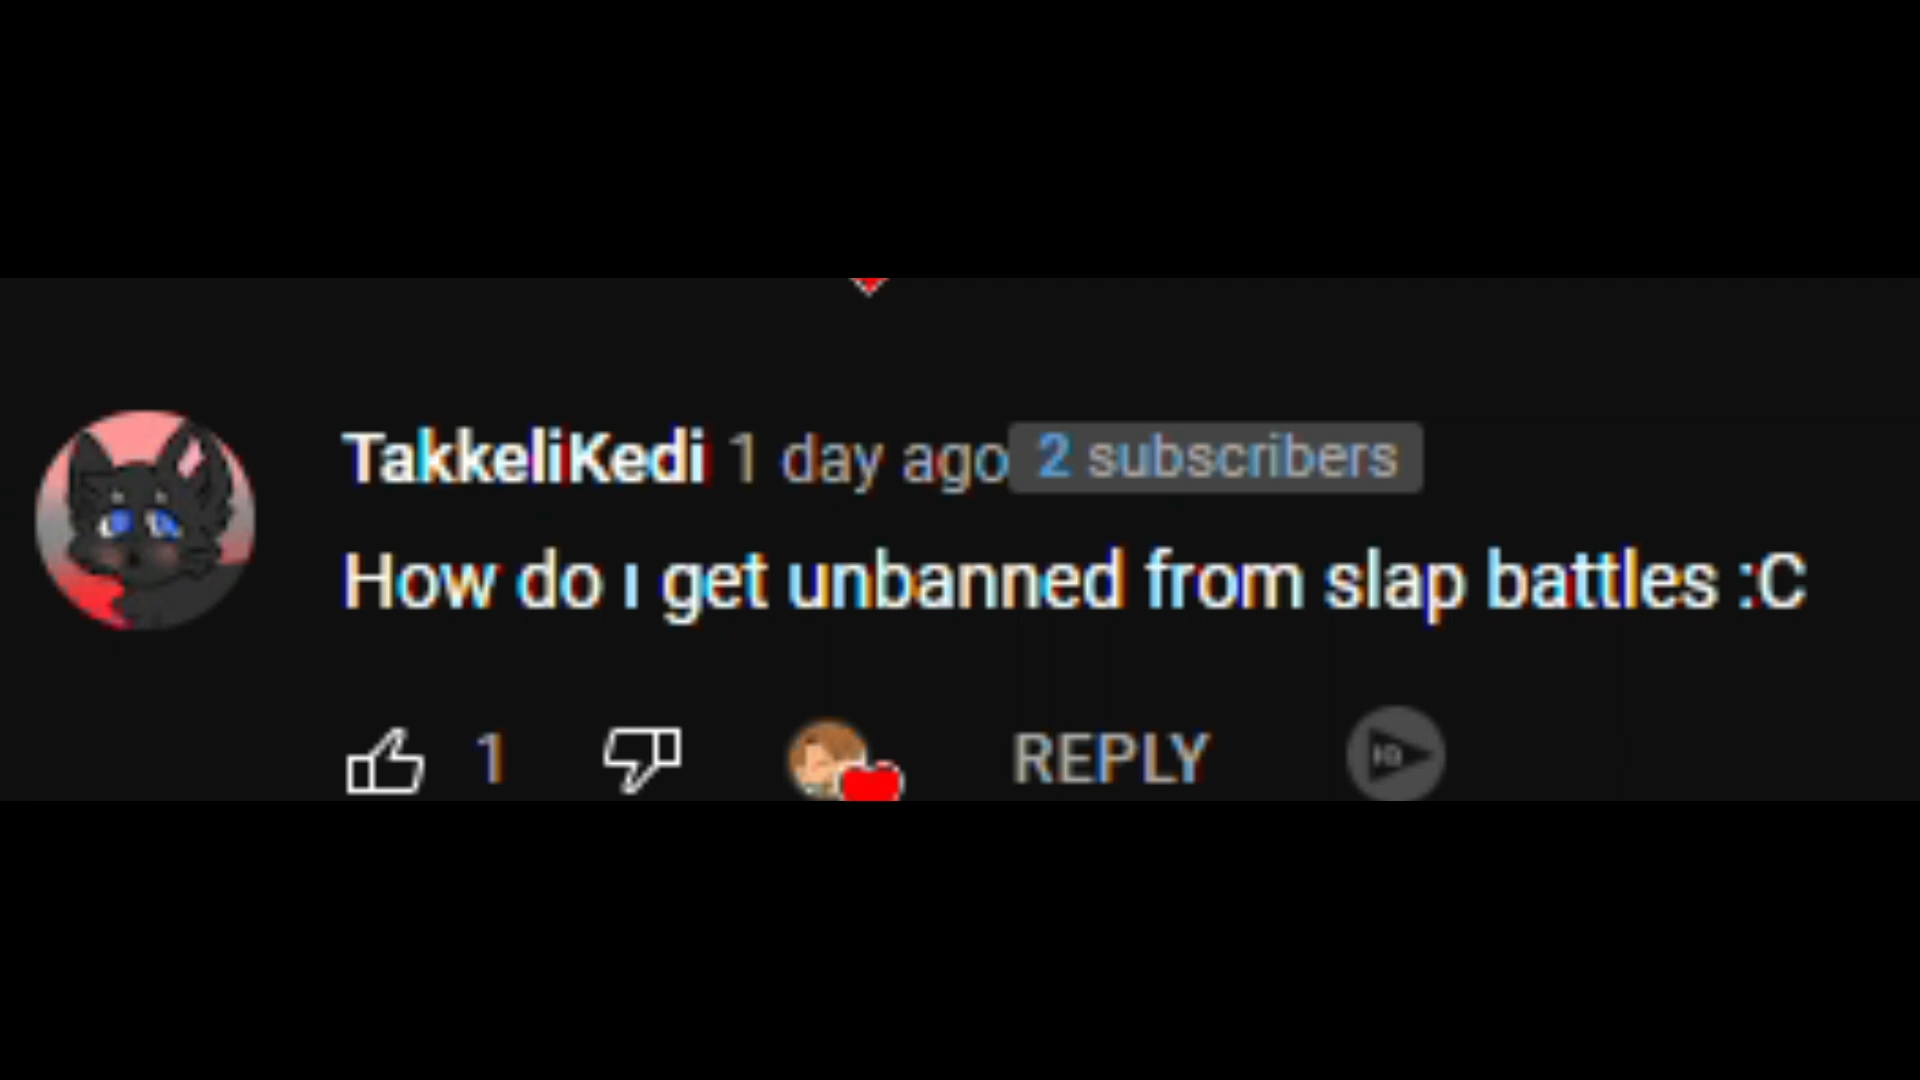 TakkeliKedi 1 day ago 2 subscribers
How do ı get unbanned from slap battles :C
1 REPLY